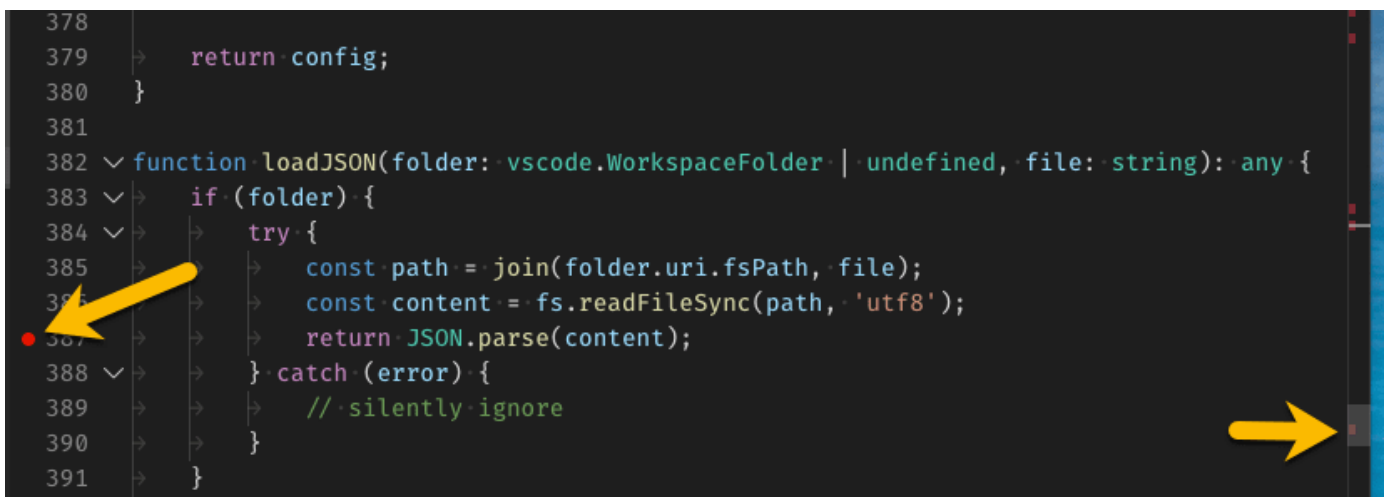 378
379 return config;
380 }
381
382 function loadJSON(folder: vscode.WorkspaceFolder | undefined, file: string): any {
383 if (folder) {
384 try {
385 const path = join(folder.uri.fsPath, file);
386 const content = fs.readFileSync(path, 'utf8');
387 return JSON.parse(content);
388 } catch (error) {
389 // silently ignore
390 }
391 }